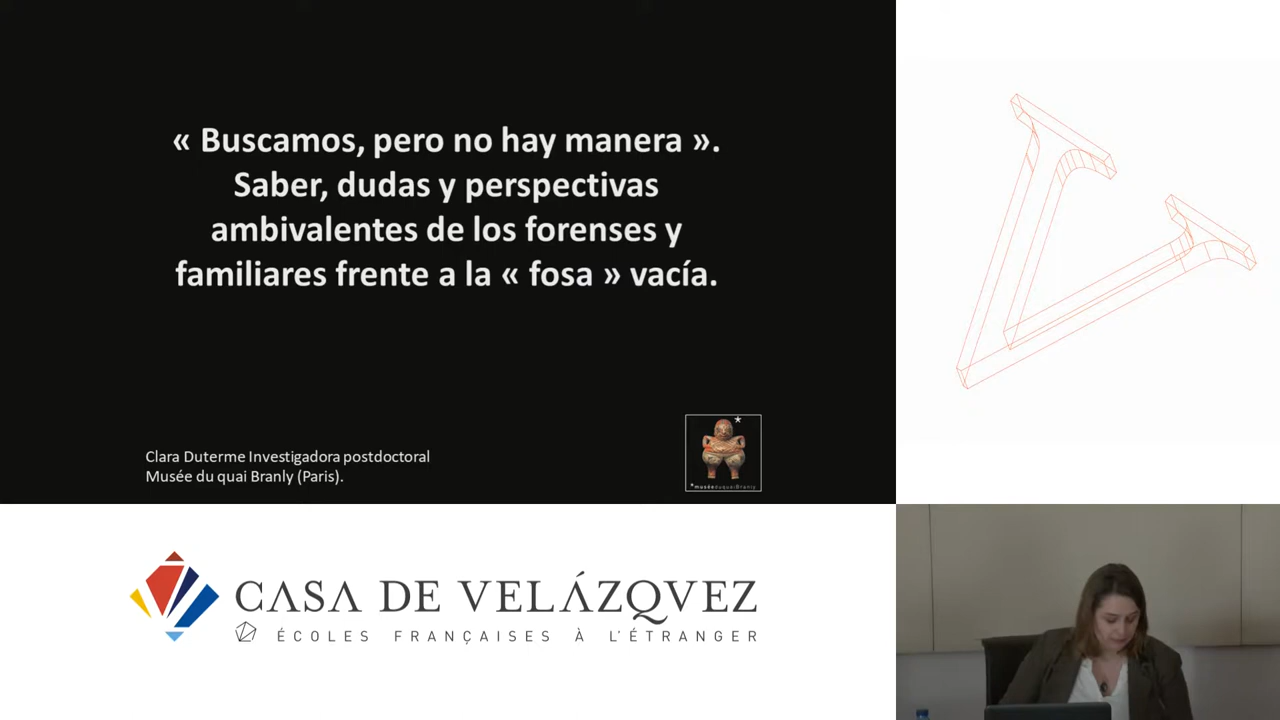 « Buscamos, pero no hay manera ».
Saber, dudas y perspectivas
ambivalentes de los forenses y
familiares frente a la « fosa » vacía.
Clara Duterme Investigadora postdoctoral
Musée du quai Branly (Paris).
*muséeduquaiBranly
CASA DE VELÁZQVEZ
ÉCOLES FRANÇAISES À L'ÉTRANGER